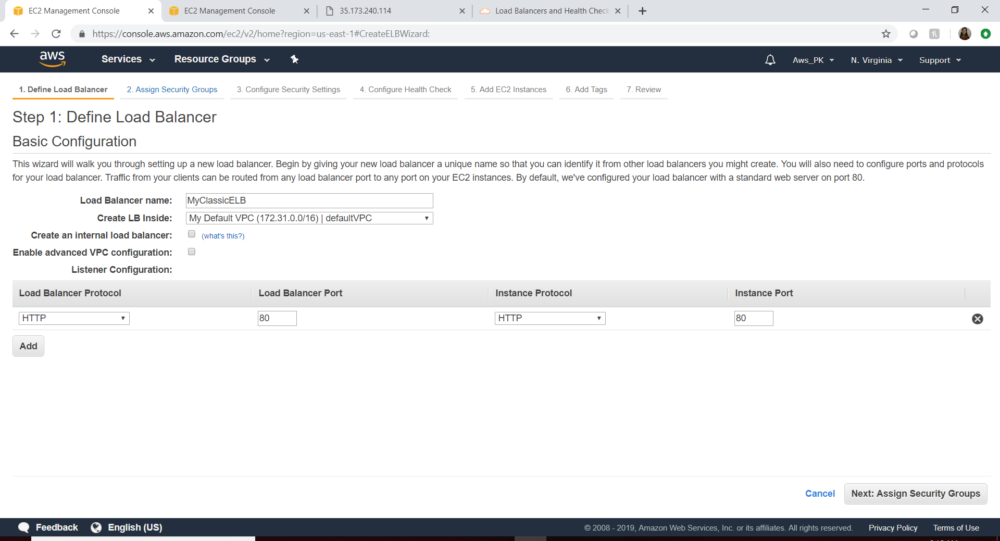 EC2 Management Console
EC2 Management Console
35.173.240.114
Load Balancers and Health Check
https://console.aws.amazon.com/ec2/v2/home?region=us-east-1#CreateELBWizard:
aws Services Resource Groups Aws_PK N. Virginia Support
1. Define Load Balancer 2. Assign Security Groups 3. Configure Security Settings 4. Configure Health Check 5. Add EC2 Instances 6. Add Tags 7. Review
Step 1: Define Load Balancer
Basic Configuration
This wizard will walk you through setting up a new load balancer. Begin by giving your new load balancer a unique name so that you can identify it from other load balancers you might create. You will also need to configure ports and protocols
for your load balancer. Traffic from your clients can be routed from any load balancer port to any port on your EC2 instances. By default, we've configured your load balancer with a standard web server on port 80.
Load Balancer name: MyClassicELB
Create LB Inside: My Default VPC (172.31.0.0/16) | defaultVPC
Create an internal load balancer: (what's this?)
Enable advanced VPC configuration:
Listener Configuration:
Load Balancer Protocol Load Balancer Port Instance Protocol Instance Port
HTTP 80 HTTP 80
Add
Cancel Next: Assign Security Groups
Feedback English (US) © 2008 - 2019, Amazon Web Services, Inc. or its affiliates. All rights reserved. Privacy Policy Terms of Use